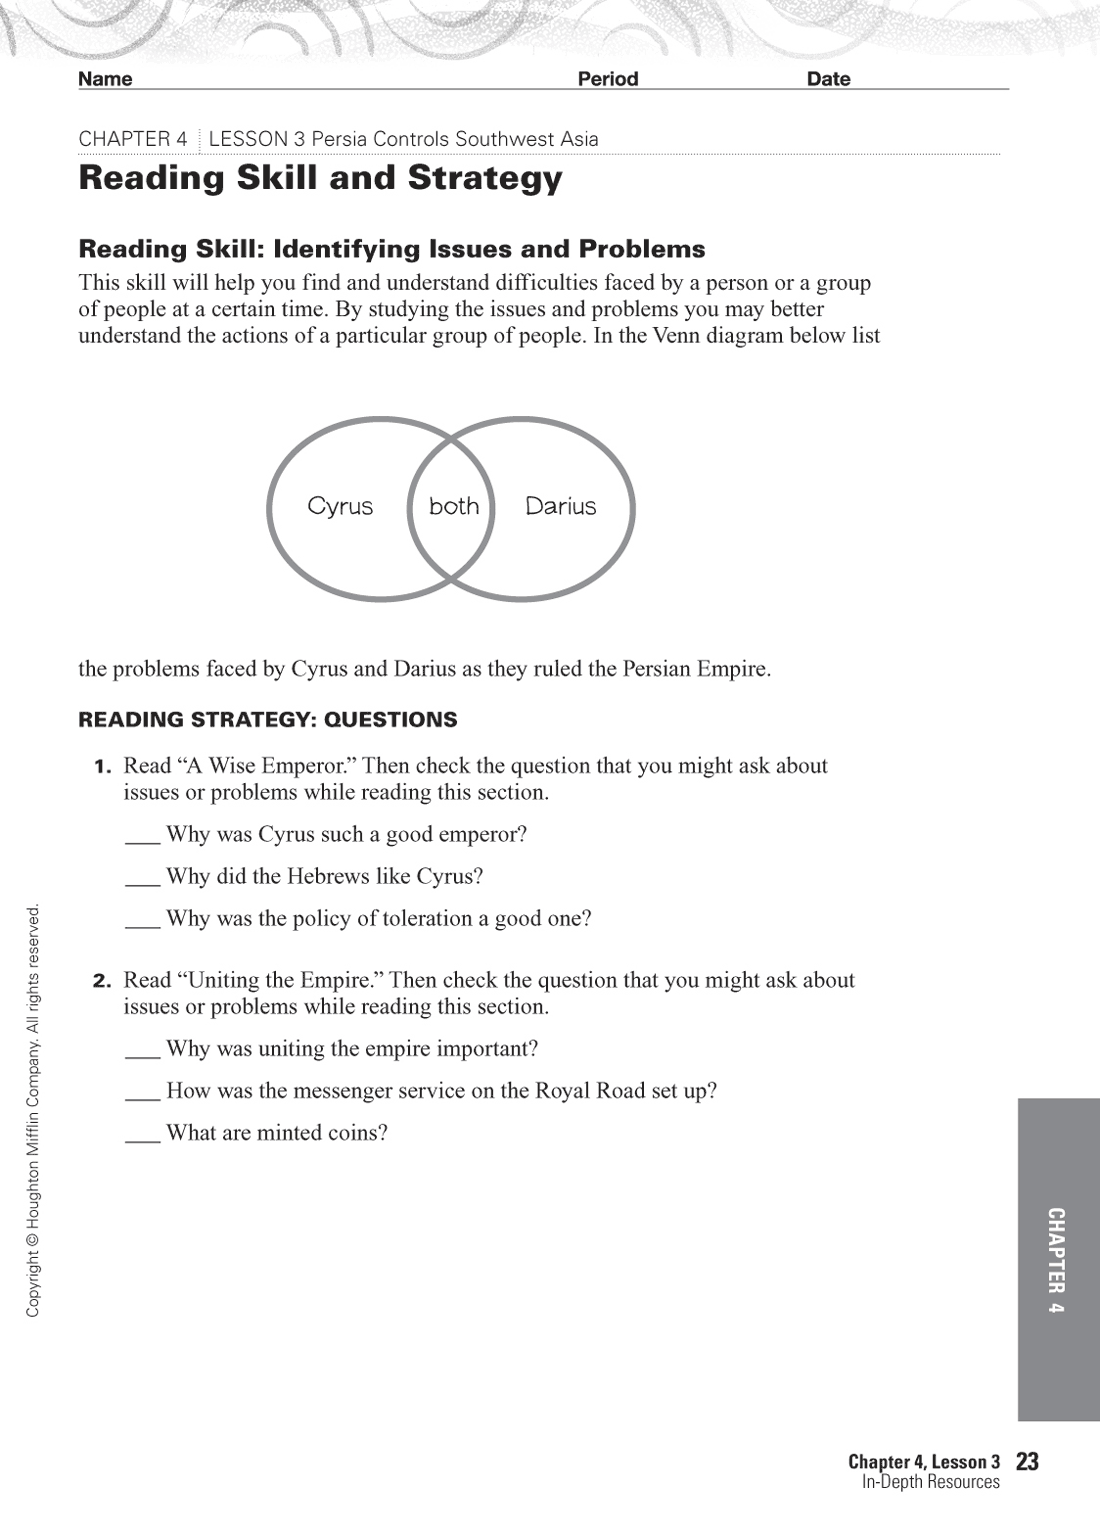 Name Period Date
CHAPTER 4 LESSON 3 Persia Controls Southwest Asia
Reading Skill and Strategy
Reading Skill: Identifying Issues and Problems
This skill will help you find and understand difficulties faced by a person or a group
of people at a certain time. By studying the issues and problems you may better
understand the actions of a particular group of people. In the Venn diagram below list
Cyrus both Darius
the problems faced by Cyrus and Darius as they ruled the Persian Empire.
READING STRATEGY: QUESTIONS
1. Read “A Wise Emperor.” Then check the question that you might ask about
issues or problems while reading this section.
___ Why was Cyrus such a good emperor?
___ Why did the Hebrews like Cyrus?
___ Why was the policy of toleration a good one?
2. Read “Uniting the Empire.” Then check the question that you might ask about
issues or problems while reading this section.
___ Why was uniting the empire important?
___ How was the messenger service on the Royal Road set up?
___ What are minted coins?
Copyright © Houghton Mifflin Company. All rights reserved.
CHAPTER 4
Chapter 4, Lesson 3 23
In-Depth Resources